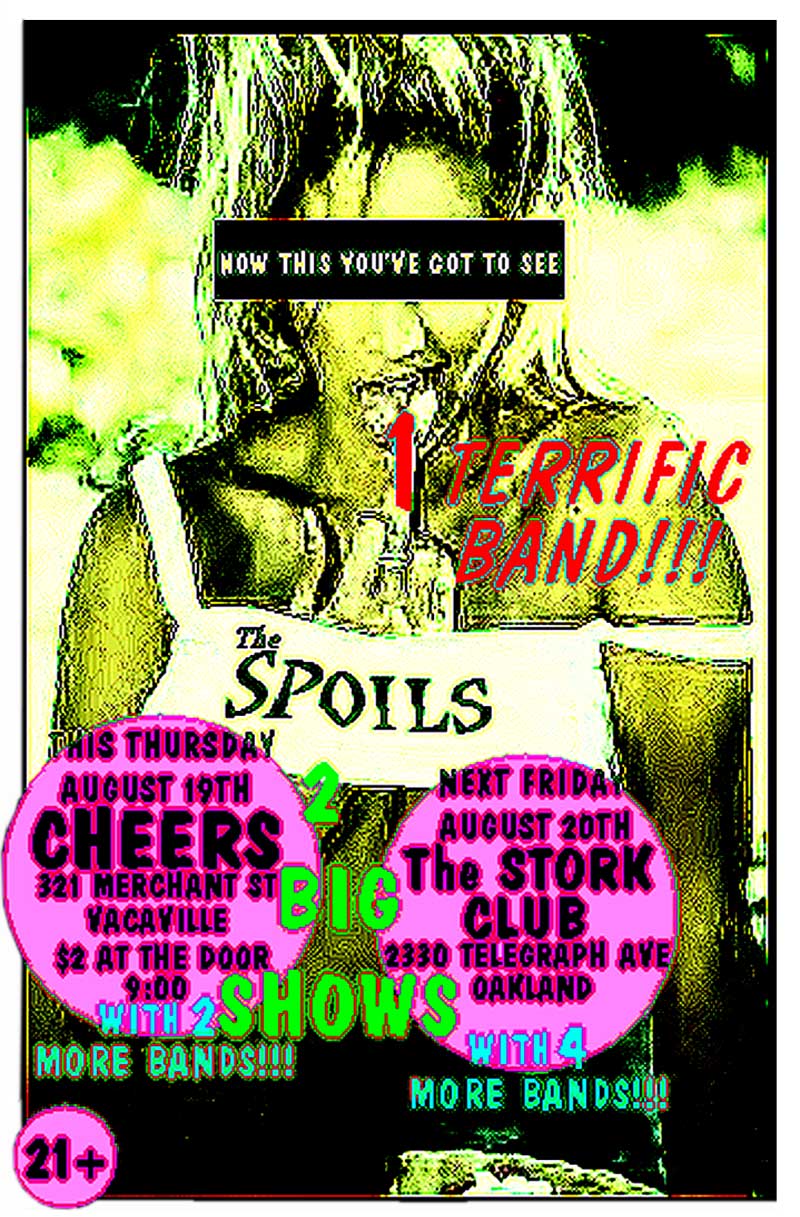 NOW THIS YOU'VE GOT TO SEE
1 TERRIFIC
BAND!!!
The
SPOILS
THIS THURSDAY
AUGUST 19TH
CHEERS
321 MERCHANT ST
VACAVILLE
$2 AT THE DOOR
9:00
WITH 2
MORE BANDS!!!
2
BIG
SHOWS
NEXT FRIDAY
AUGUST 20TH
The STORK
CLUB
2330 TELEGRAPH AVE
OAKLAND
WITH 4
MORE BANDS!!!
21+